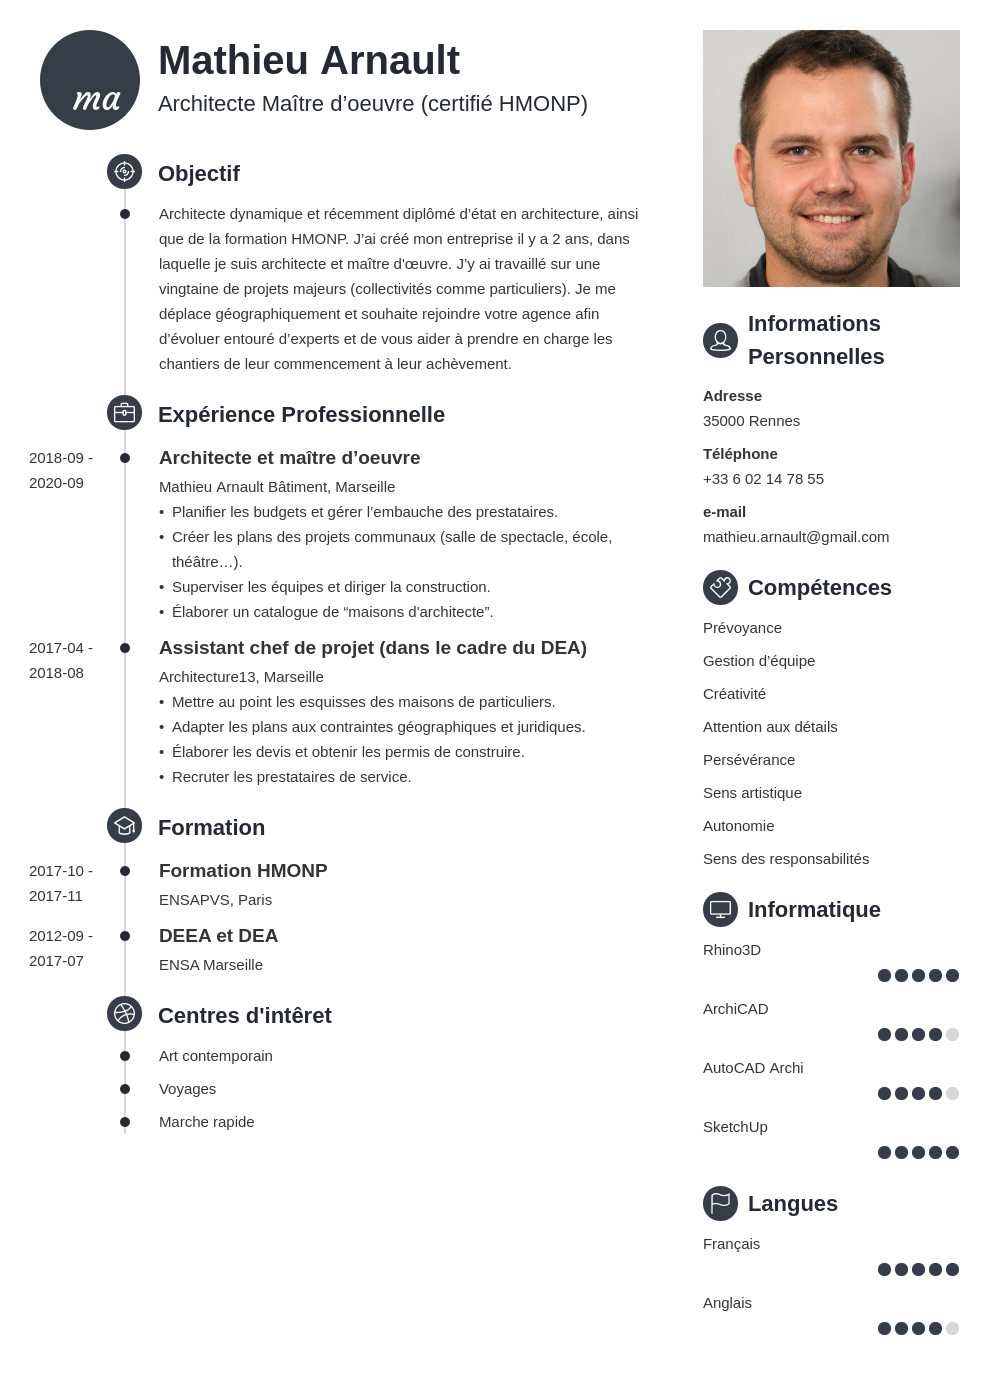 ma
Mathieu Arnault
Architecte Maître d’oeuvre (certifié HMONP)
Objectif
Architecte dynamique et récemment diplômé d’état en architecture, ainsi
que de la formation HMONP. J’ai créé mon entreprise il y a 2 ans, dans
laquelle je suis architecte et maître d'œuvre. J’y ai travaillé sur une
vingtaine de projets majeurs (collectivités comme particuliers). Je me
déplace géographiquement et souhaite rejoindre votre agence afin
d’évoluer entouré d’experts et de vous aider à prendre en charge les
chantiers de leur commencement à leur achèvement.
Expérience Professionnelle
2018-09 -
2020-09
Architecte et maître d’oeuvre
Mathieu Arnault Bâtiment, Marseille
• Planifier les budgets et gérer l’embauche des prestataires.
• Créer les plans des projets communaux (salle de spectacle, école,
théâtre…).
• Superviser les équipes et diriger la construction.
• Élaborer un catalogue de “maisons d'architecte”.
2017-04 -
2018-08
Assistant chef de projet (dans le cadre du DEA)
Architecture13, Marseille
• Mettre au point les esquisses des maisons de particuliers.
• Adapter les plans aux contraintes géographiques et juridiques.
• Élaborer les devis et obtenir les permis de construire.
• Recruter les prestataires de service.
Formation
2017-10 -
2017-11
Formation HMONP
ENSAPVS, Paris
2012-09 -
2017-07
DEEA et DEA
ENSA Marseille
Centres d'intêret
Art contemporain
Voyages
Marche rapide
Informations
Personnelles
Adresse
35000 Rennes
Téléphone
+33 6 02 14 78 55
e-mail
mathieu.arnault@gmail.com
Compétences
Prévoyance
Gestion d’équipe
Créativité
Attention aux détails
Persévérance
Sens artistique
Autonomie
Sens des responsabilités
Informatique
Rhino3D
ArchiCAD
AutoCAD Archi
SketchUp
Langues
Français
Anglais